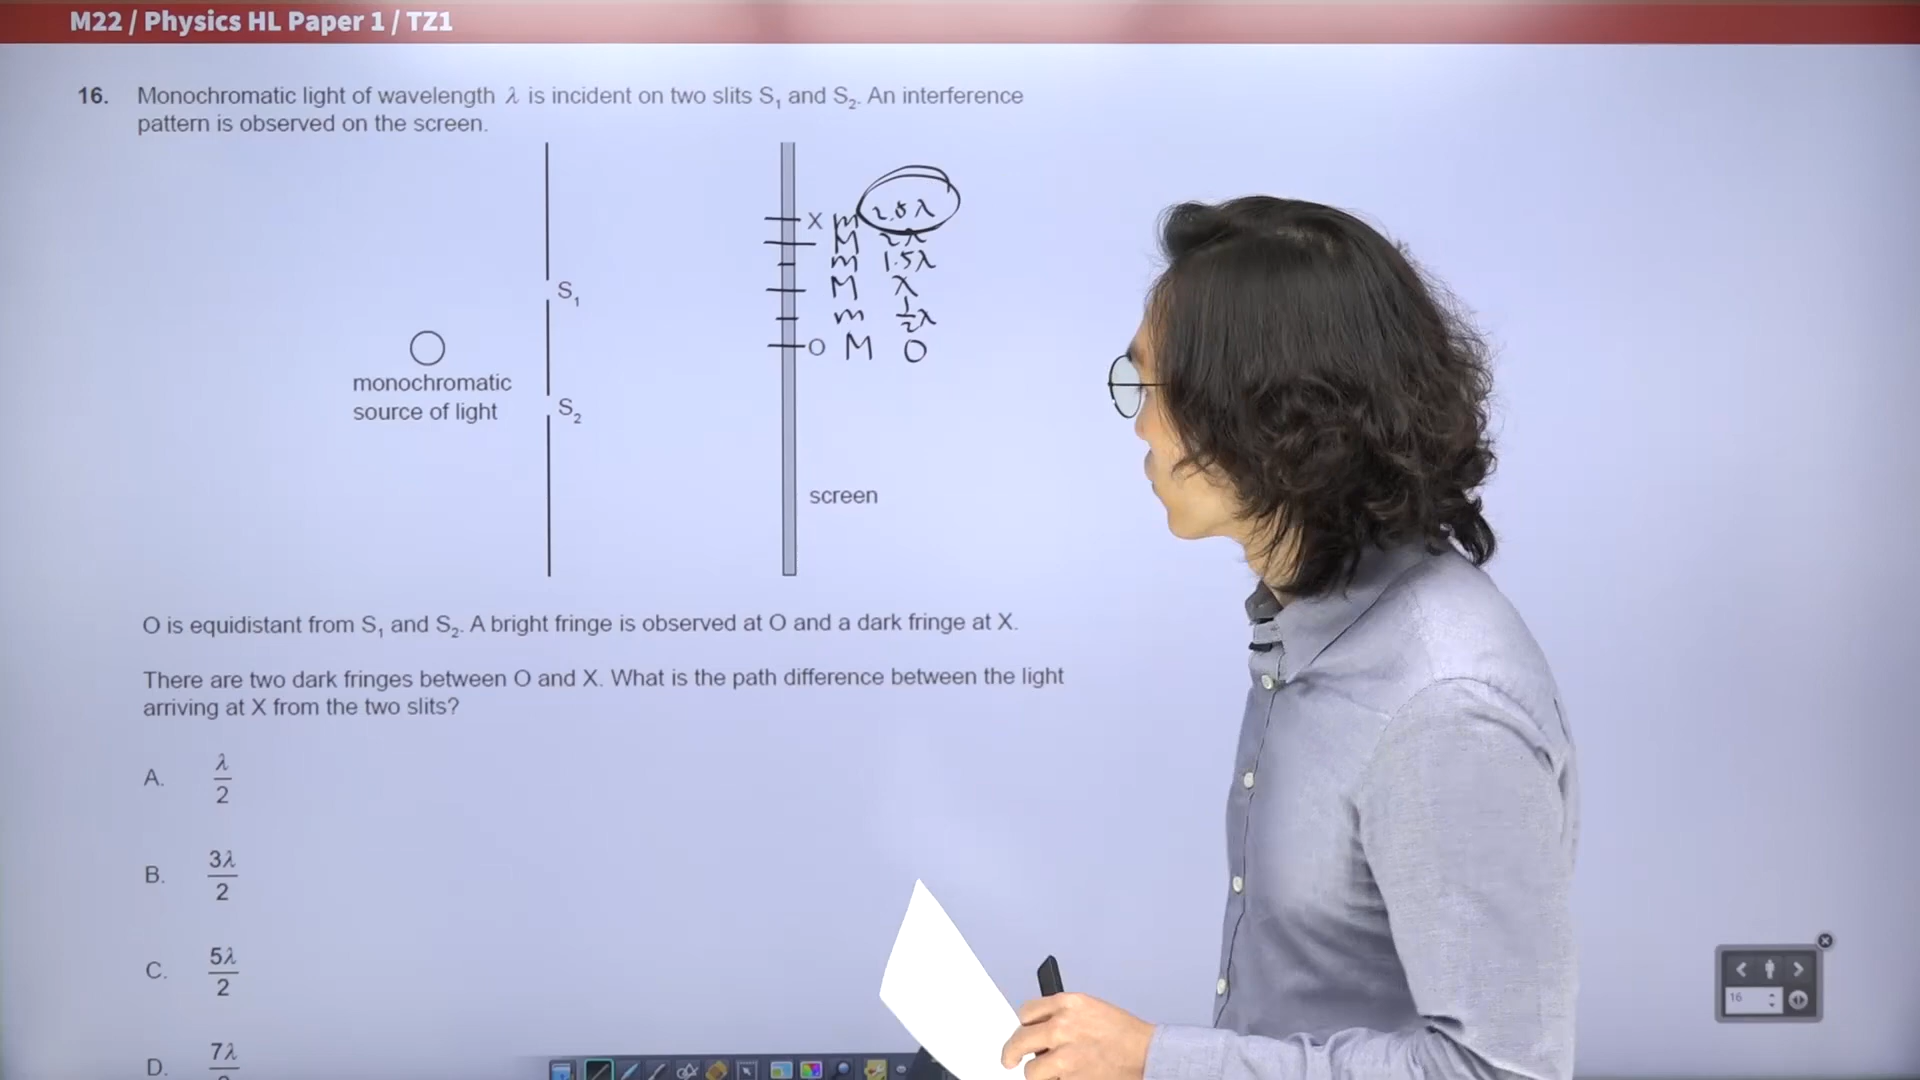 M22 / Physics HL Paper 1 / TZ1
16. Monochromatic light of wavelength λ is incident on two slits S₁ and S₂. An interference
pattern is observed on the screen.
X m 2.5λ
M 2λ
m 1.5λ
S₁ M λ
m ½λ
O M O
monochromatic
source of light
S₂
screen
O is equidistant from S₁ and S₂. A bright fringe is observed at O and a dark fringe at X.
There are two dark fringes between O and X. What is the path difference between the light
arriving at X from the two slits?
A. λ/2
B. 3λ/2
C. 5λ/2
D. 7λ
16